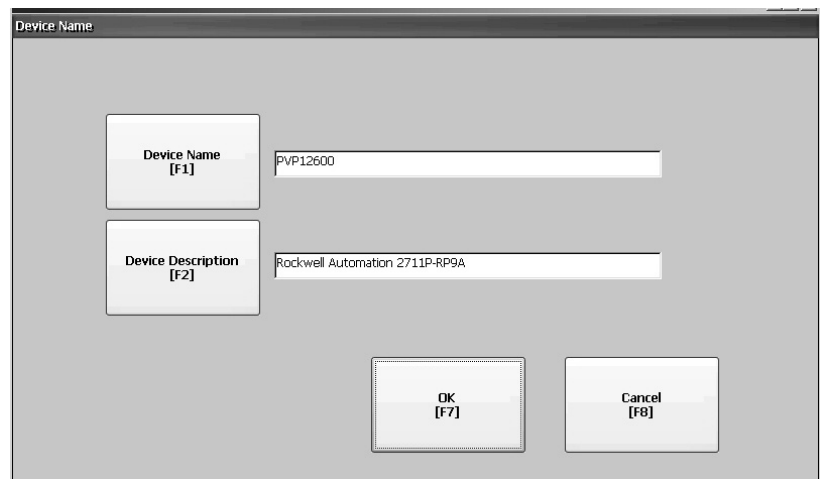 Device Name
Device Name
[F1]
PVP12600
Device Description
[F2]
Rockwell Automation 2711P-RP9A
OK
[F7]
Cancel
[F8]